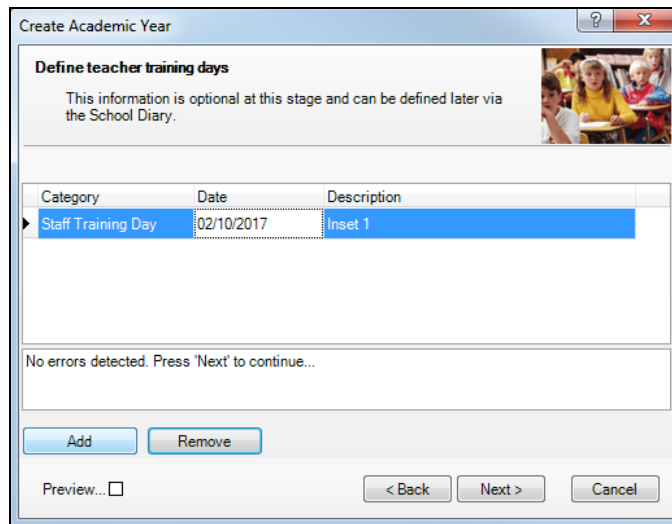 Create Academic Year
Define teacher training days
This information is optional at this stage and can be defined later via
the School Diary.
Category Date Description
Staff Training Day 02/10/2017 Inset 1
No errors detected. Press 'Next' to continue...
Add Remove
Preview... < Back Next > Cancel